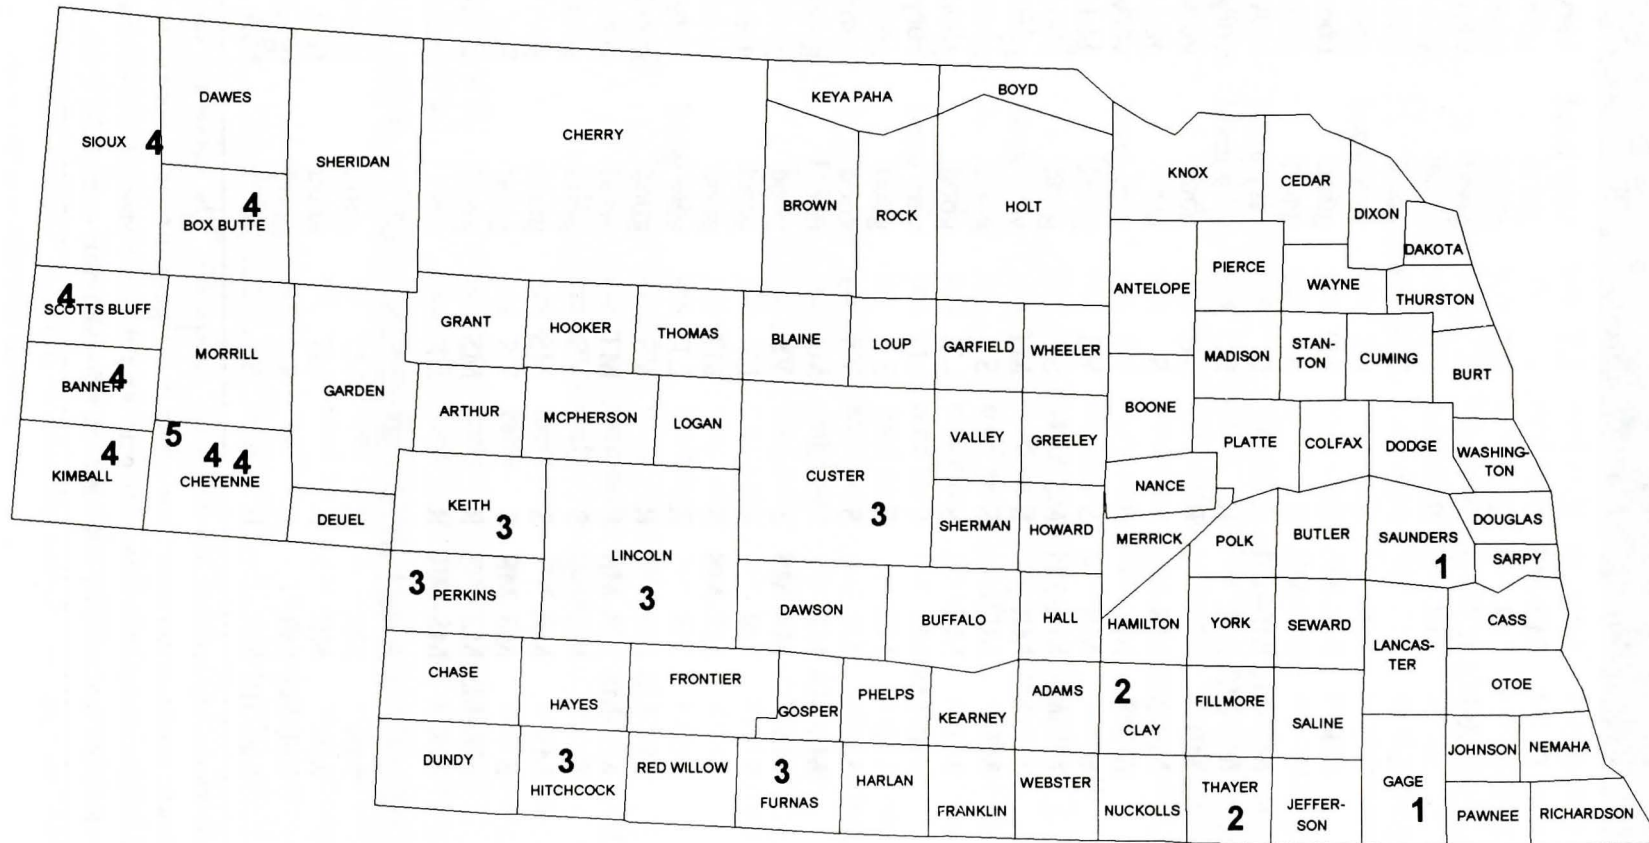 DAWES
SIOUX 4
SHERIDAN
CHERRY
KEYA PAHA
BOYD
4
BOX BUTTE
BROWN
ROCK
HOLT
KNOX
CEDAR
DIXON
DAKOTA
PIERCE
ANTELOPE
WAYNE
THURSTON
4
SCOTTS BLUFF
MORRILL
GARDEN
GRANT
HOOKER
THOMAS
BLAINE
LOUP
GARFIELD
WHEELER
MADISON
STAN-
TON
CUMING
BURT
BANNER 4
ARTHUR
MCPHERSON
LOGAN
BOONE
VALLEY
GREELEY
PLATTE
COLFAX
DODGE
WASHING-
TON
4
KIMBALL
5
4 4
CHEYENNE
DEUEL
KEITH
3
LINCOLN
3
CUSTER
3
SHERMAN
HOWARD
NANCE
MERRICK
POLK
BUTLER
SAUNDERS
1
DOUGLAS
SARPY
3
PERKINS
DAWSON
BUFFALO
HALL
HAMILTON
YORK
SEWARD
LANCAS-
TER
CASS
OTOE
CHASE
HAYES
FRONTIER
GOSPER
PHELPS
KEARNEY
ADAMS
2
CLAY
FILLMORE
SALINE
DUNDY
3
HITCHCOCK
RED WILLOW
3
FURNAS
HARLAN
FRANKLIN
WEBSTER
NUCKOLLS
THAYER
2
JEFFER-
SON
GAGE
1
JOHNSON
NEMAHA
PAWNEE
RICHARDSON